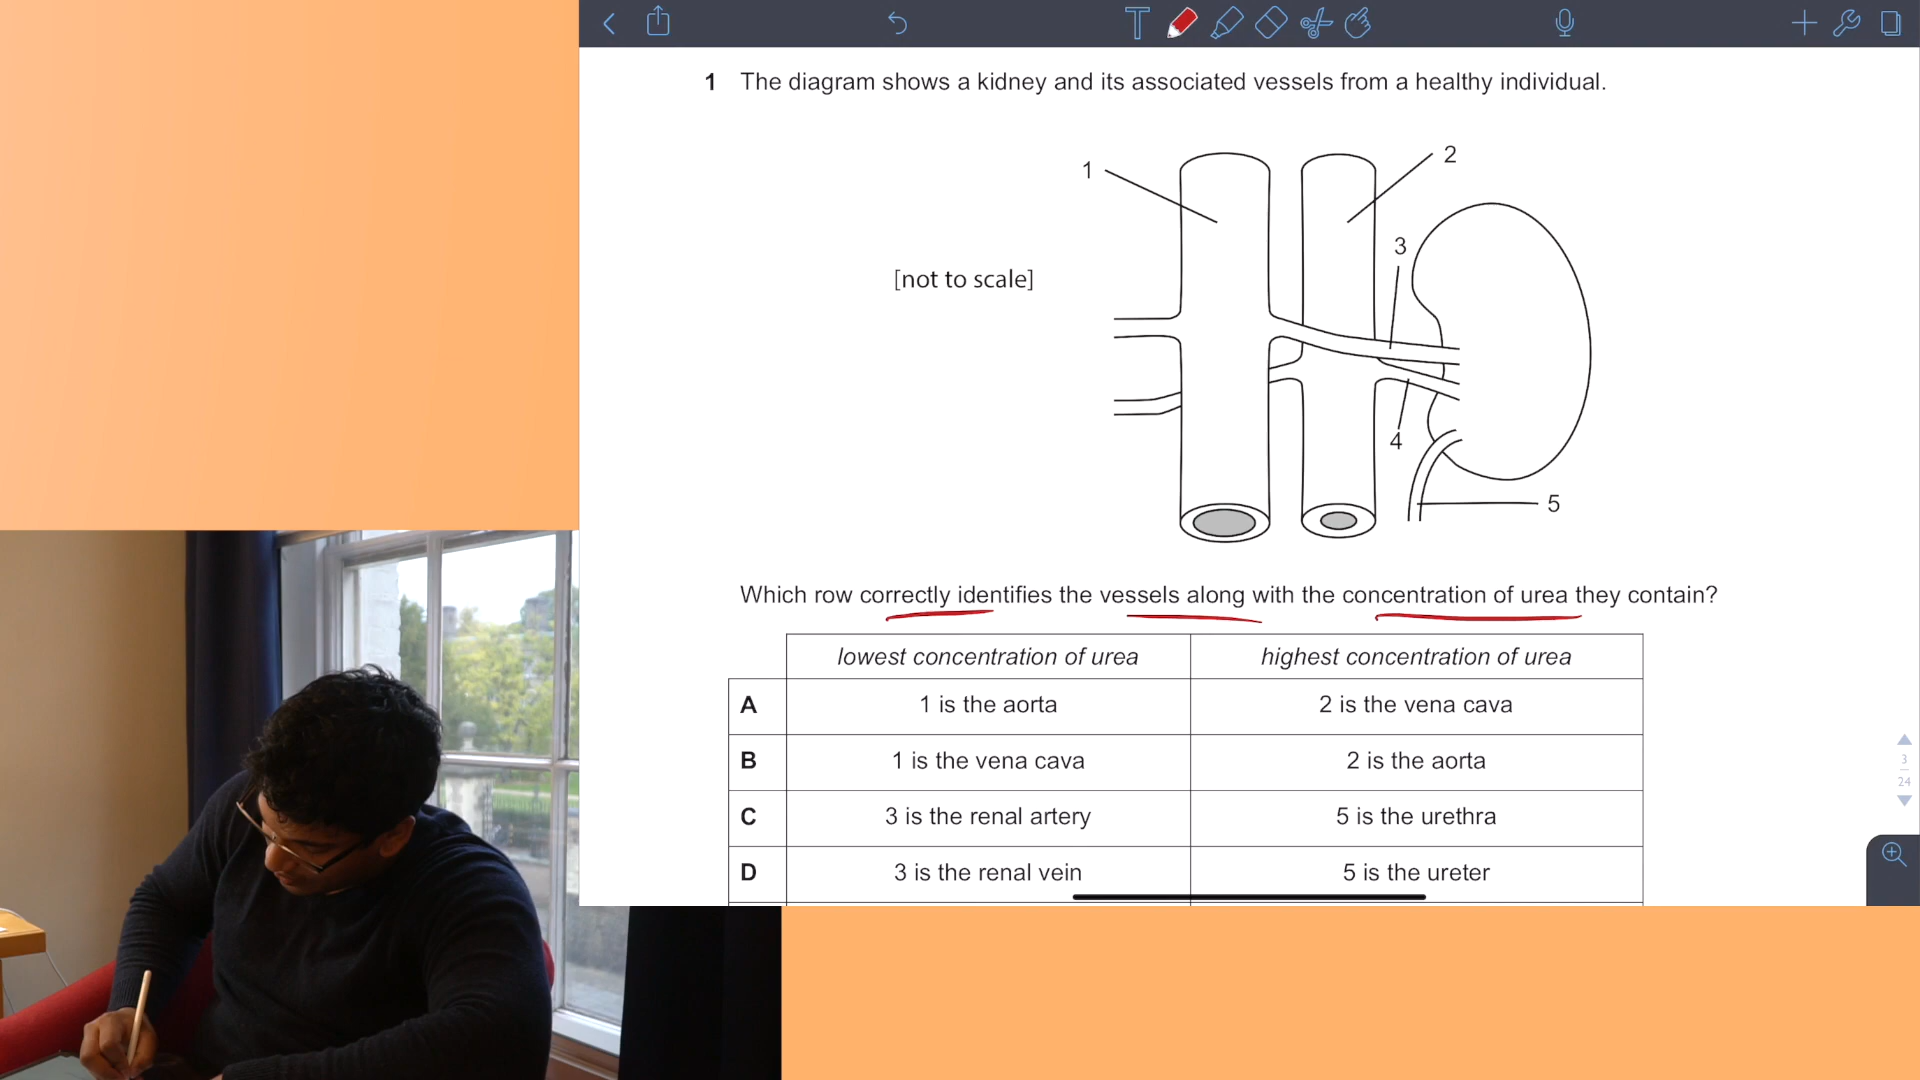 1 The diagram shows a kidney and its associated vessels from a healthy individual.
1
2
3
[not to scale]
4
5
Which row correctly identifies the vessels along with the concentration of urea they contain?
lowest concentration of urea highest concentration of urea
A 1 is the aorta 2 is the vena cava
B 1 is the vena cava 2 is the aorta
C 3 is the renal artery 5 is the urethra
D 3 is the renal vein 5 is the ureter
3
24